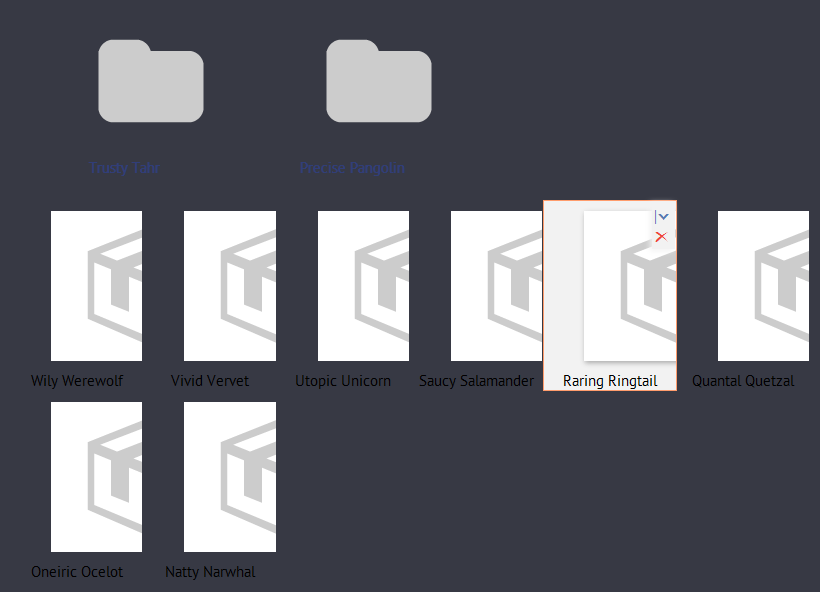 Trusty Tahr
Precise Pangolin
Wily Werewolf
Vivid Vervet
Utopic Unicorn
Saucy Salamander
Raring Ringtail
Quantal Quetzal
Oneiric Ocelot
Natty Narwhal